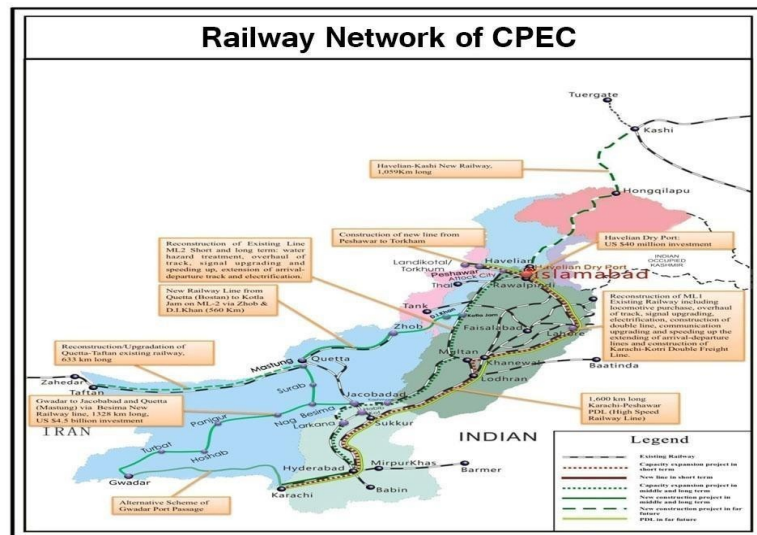 Railway Network of CPEC
Tuergate
Kashi
Havelian-Kashi New Railway,
1,059Km long
Hongqilapu
Reconstruction of Existing Line
ML2 Short and long term: water
hazard treatment, overhaul of
track, signal upgrading and
speeding up, extension of arrival-
departure track and electrification.
Construction of new line from
Peshawar to Torkham
Havelian Dry Port:
US $40 million investment
INDIAN
OCCUPIED
KASHMIR
Landikotal/
Torkhum
Havelian
Havelian Dry Port
Peshawar
Attock City
Islamabad
Rawalpindi
Thal
New Railway Line from
Quetta (Bostan) to Kotla
Jam on ML-2 via Zhob &
D.I.Khan (560 Km)
Tank
D.I.Khan
Kotla Jam
Zhob
Faisalabad
Lahore
Reconstruction of ML1
Existing Railway including
locomotive purchase, overhaul
of track, signal upgrading,
electrification, construction of
double line, communication
upgrading and speeding up the
extending of arrival-departure
lines and construction of
Karachi-Kotri Double Freight
Line.
Reconstruction/Upgradation of
Quetta-Taftan existing railway,
633 km long
Mastung
Quetta
Multan
Khanewal
Baatinda
Zahedar
Taftan
Lodhran
Surab
Jacobadad
Gwadar to Jacobabad and Quetta
(Mastung) via Besima New
Railway line, 1328 km long,
US $4.5 billion investment
1,600 km long
Karachi-Peshawar
PDL (High Speed
Railway Line)
Panjgur
Nag
Besima
Larkana
Sukkur
IRAN
INDIAN
Turbat
Hoshab
Gwadar
Hyderabad
MirpurKhas
Barmer
Karachi
Babin
Alternative Scheme of
Gwadar Port Passage
Legend
Existing Railway
Capacity expansion project in
short term
New line in short term
Capacity expansion project
in middle and long term
New construction project in
middle and long term
New construction project in far
future
PDL in far future